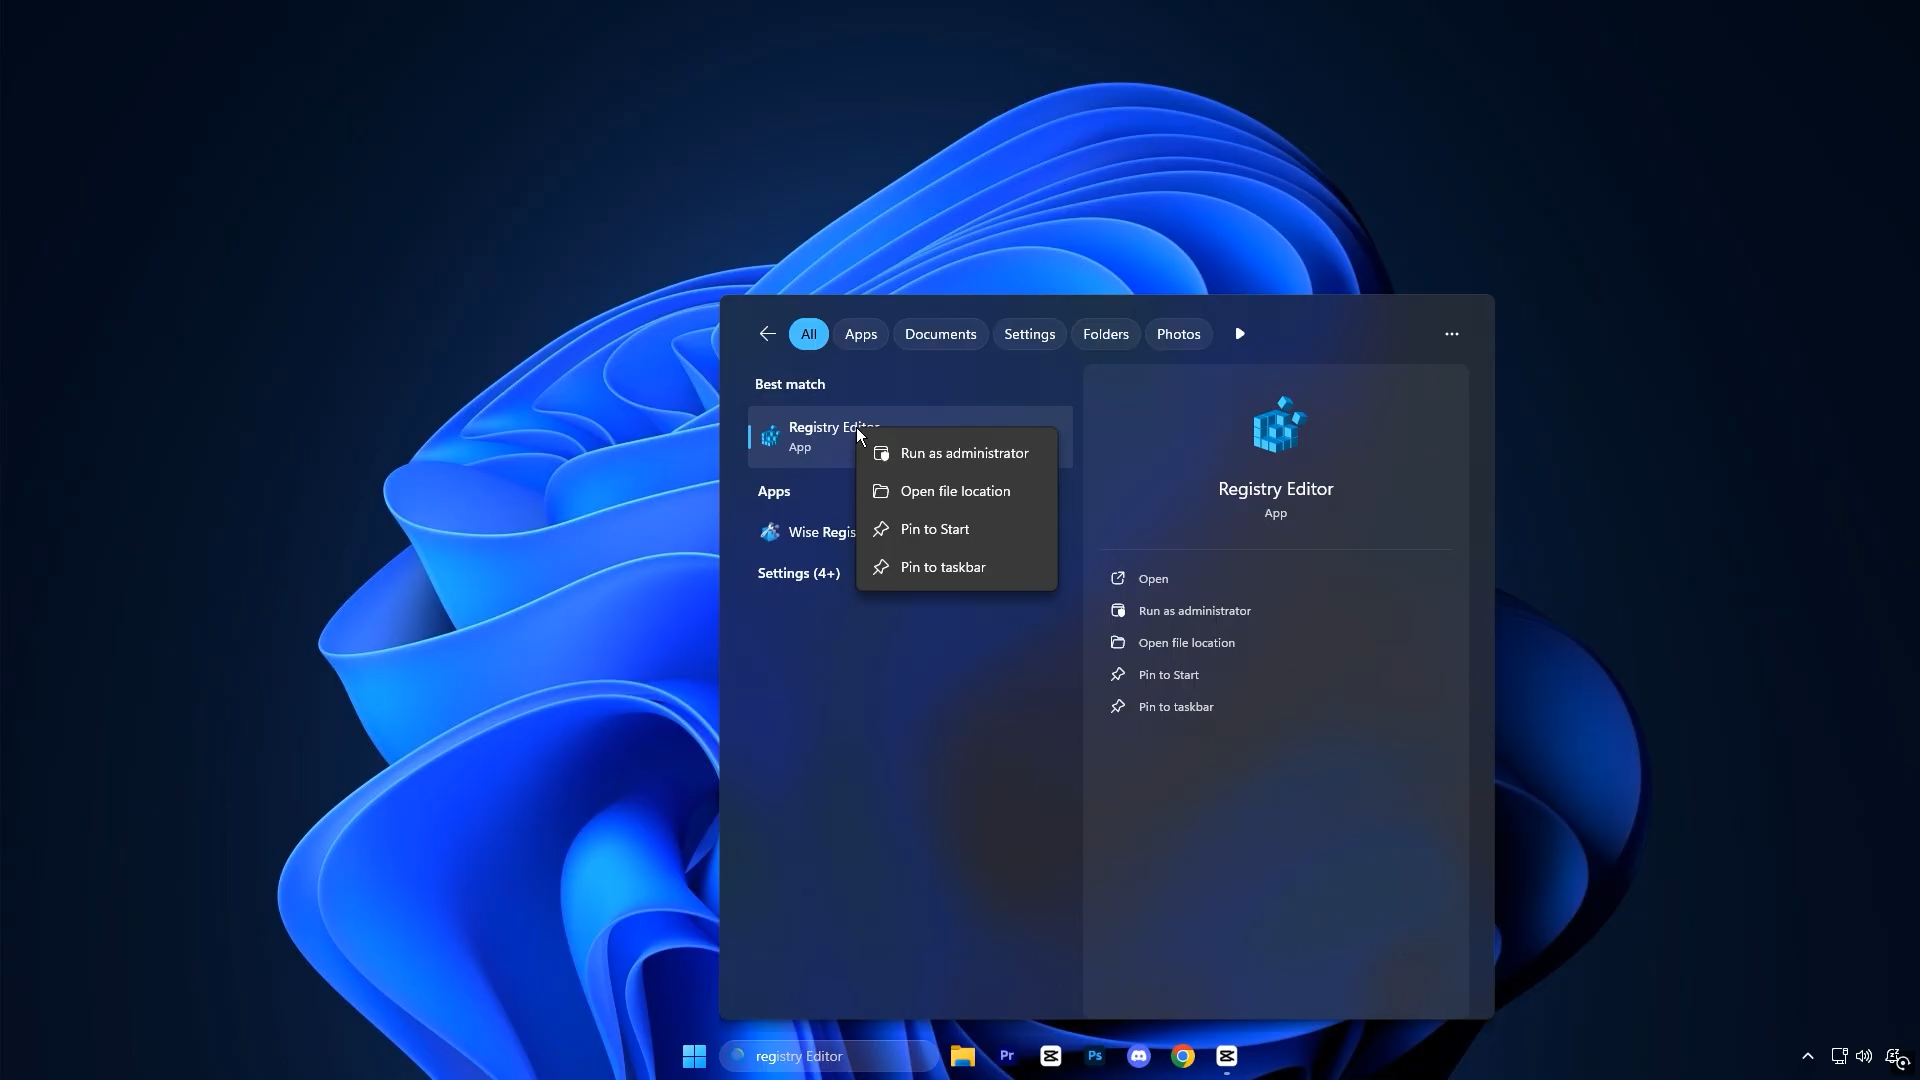 All Apps Documents Settings Folders Photos
Best match
Registry Editor
App
Run as administrator
Open file location
Pin to Start
Pin to taskbar
Apps
Wise Regis
Settings (4+)
Registry Editor
App
Open
Run as administrator
Open file location
Pin to Start
Pin to taskbar
registry Editor
Pr
Ps